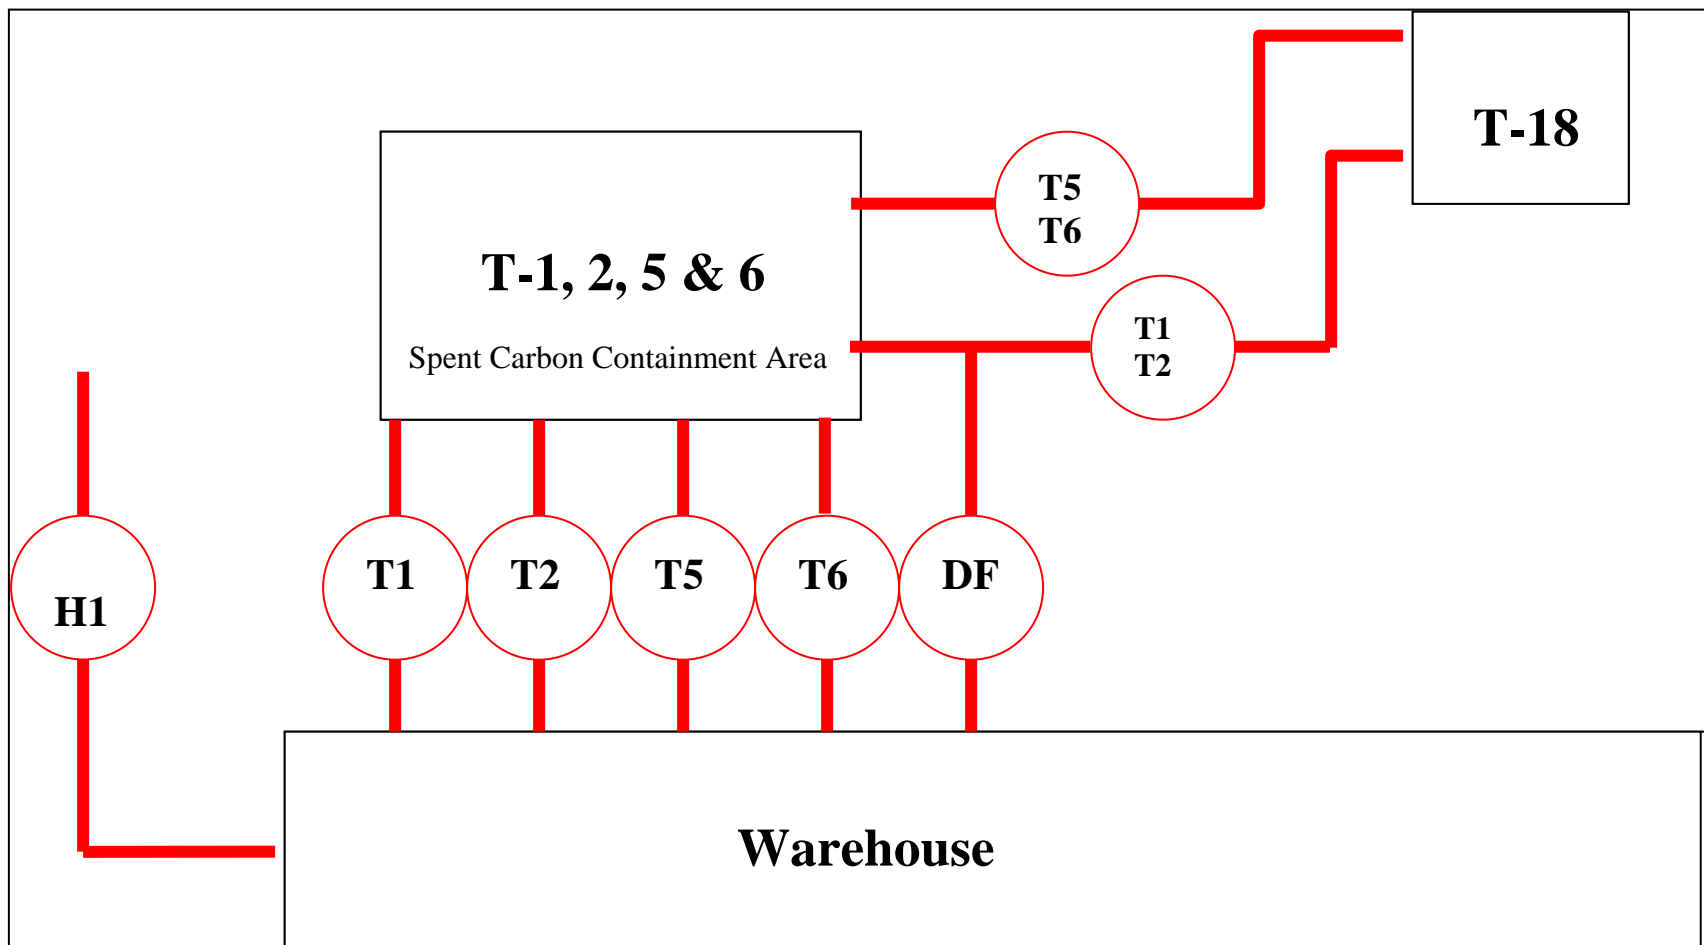 T-18
T5
T6
T-1, 2, 5 & 6
T1
T2
Spent Carbon Containment Area
T1
T2
T5
T6
DF
H1
Warehouse